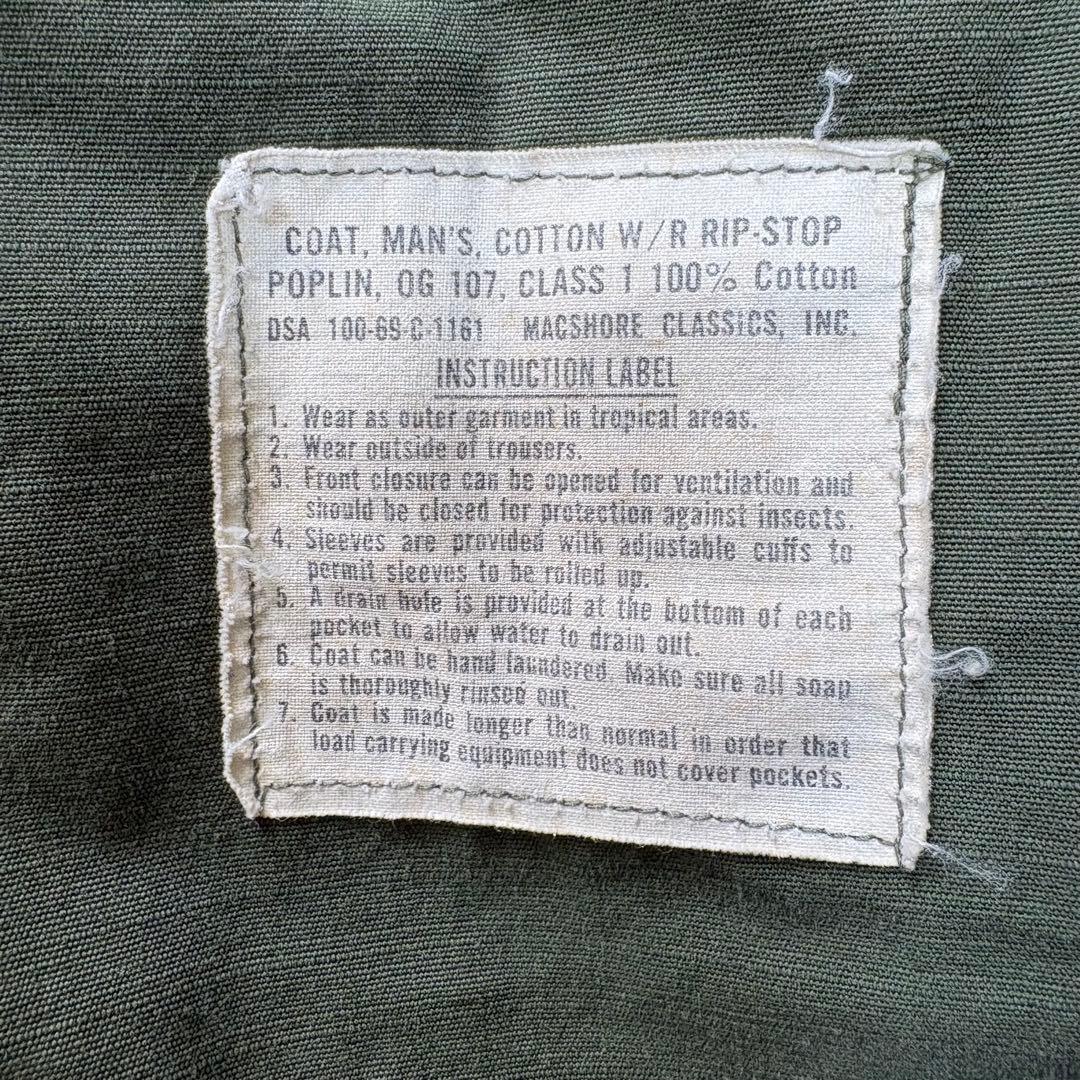 COAT, MAN'S, COTTON W/R RIP-STOP
POPLIN, OG 107, CLASS 1 100% Cotton
DSA 100-69-C-1161 MACSHORE CLASSICS, INC.
INSTRUCTION LABEL
1. Wear as outer garment in tropical areas.
2. Wear outside of trousers.
3. Front closure can be opened for ventilation and
should be closed for protection against insects.
4. Sleeves are provided with adjustable cuffs to
permit sleeves to be rolled up.
5. A drain hole is provided at the bottom of each
pocket to allow water to drain out.
6. Coat can be hand laundered. Make sure all soap
is thoroughly rinsed out.
7. Coat is made longer than normal in order that
load carrying equipment does not cover pockets.